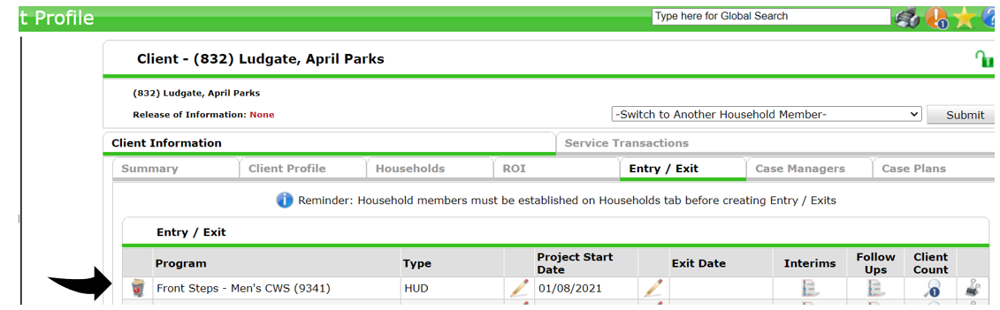 t Profile
Type here for Global Search
1
Client - (832) Ludgate, April Parks
(832) Ludgate, April Parks
Release of Information: None
-Switch to Another Household Member-
Submit
Client Information
Service Transactions
Summary
Client Profile
Households
ROI
Entry / Exit
Case Managers
Case Plans
Reminder: Household members must be established on Households tab before creating Entry / Exits
Entry / Exit
Program
Type
Project Start
Date
Exit Date
Interims
Follow
Ups
Client
Count
Front Steps - Men's CWS (9341)
HUD
01/08/2021
1